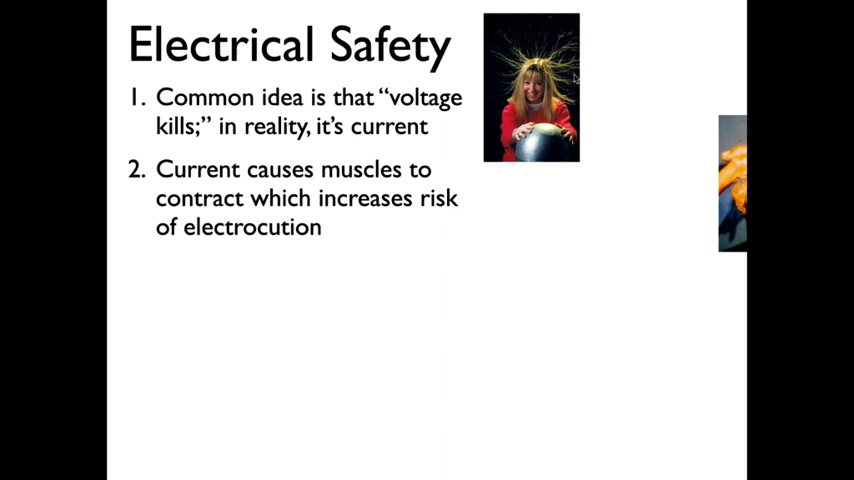 Electrical Safety
1. Common idea is that “voltage
kills;” in reality, it’s current
2. Current causes muscles to
contract which increases risk
of electrocution